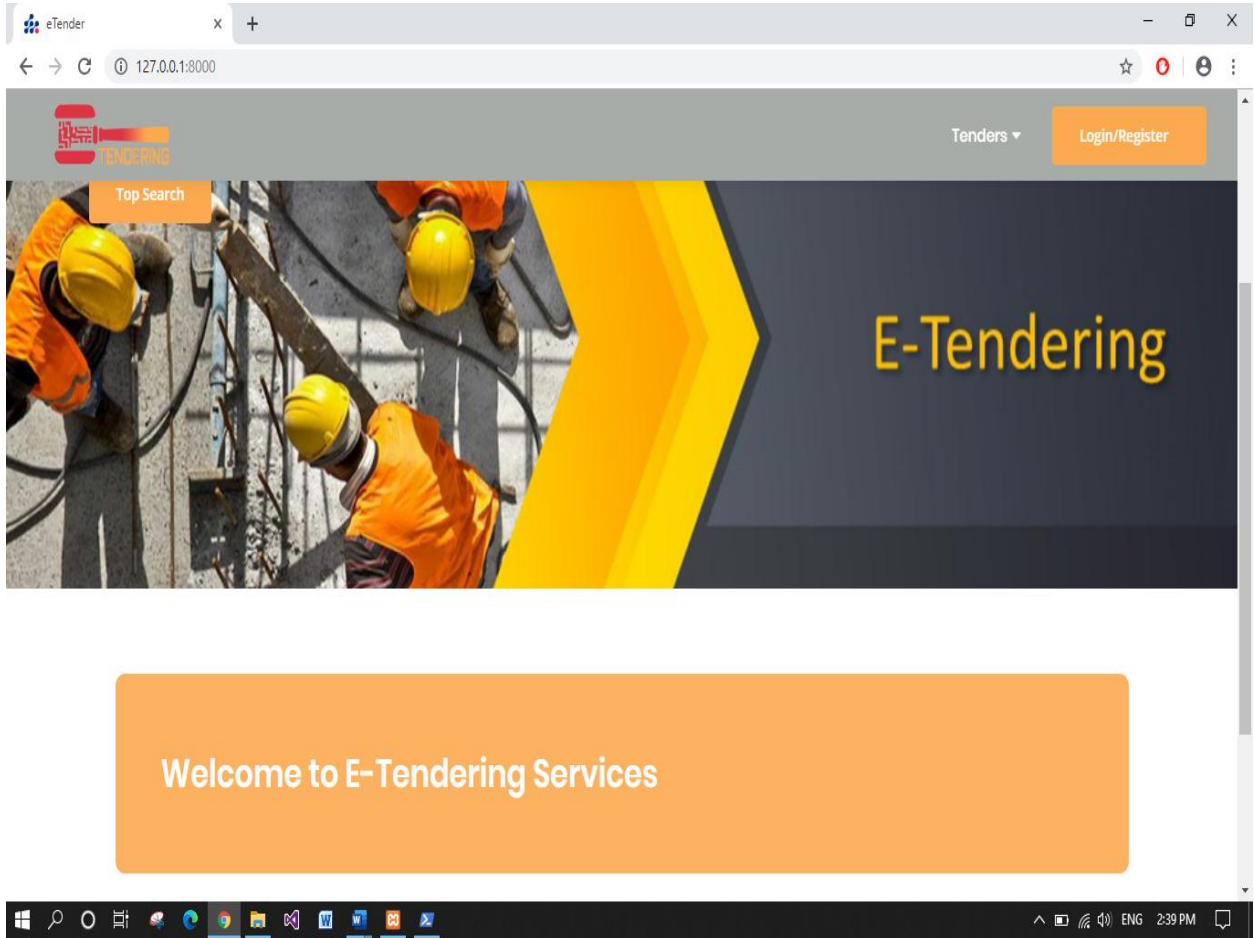 eTender
127.0.0.1:8000
TENDERING
Tenders
Login/Register
Top Search
E-Tendering
Welcome to E-Tendering Services
ENG 2:39 PM